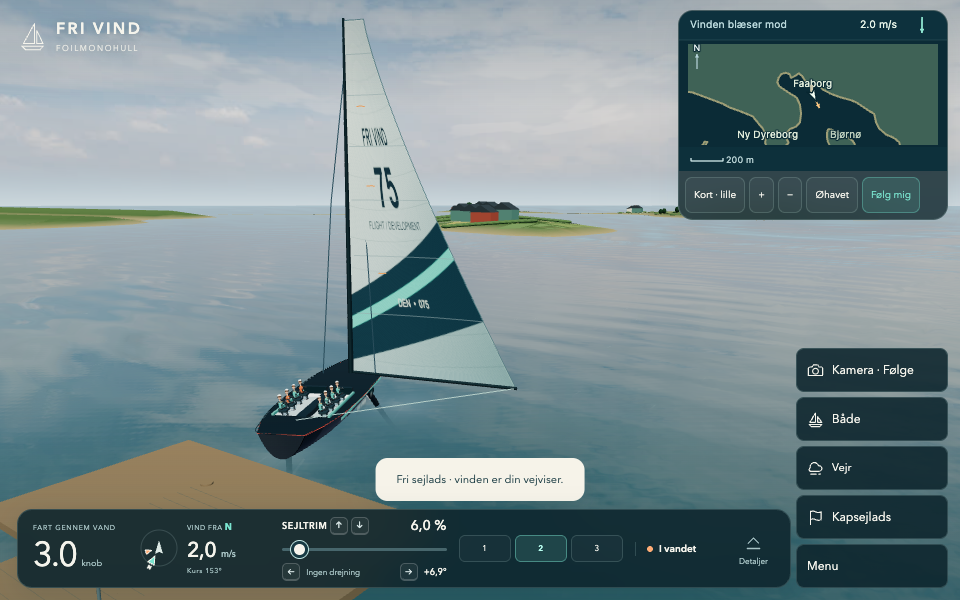 FRI VIND
FOILMONOHULL
Vinden blæser mod
2.0 m/s
N
Faaborg
Ny Dyreborg
Bjørnø
200 m
Kort · lille
+
−
Øhavet
Følg mig
FRI VIND
75
FLIGHT / DEVELOPMENT
DEN • 075
Kamera · Følge
Både
Vejr
Kapsejlads
Menu
Fri sejlads · vinden er din vejviser.
FART GENNEM VAND
3.0 knob
VIND FRA N
2,0 m/s
Kurs 153°
SEJLTRIM ↑ ↓ 6,0 %
← Ingen drejning → +6,9°
1 2 3
I vandet
Detaljer